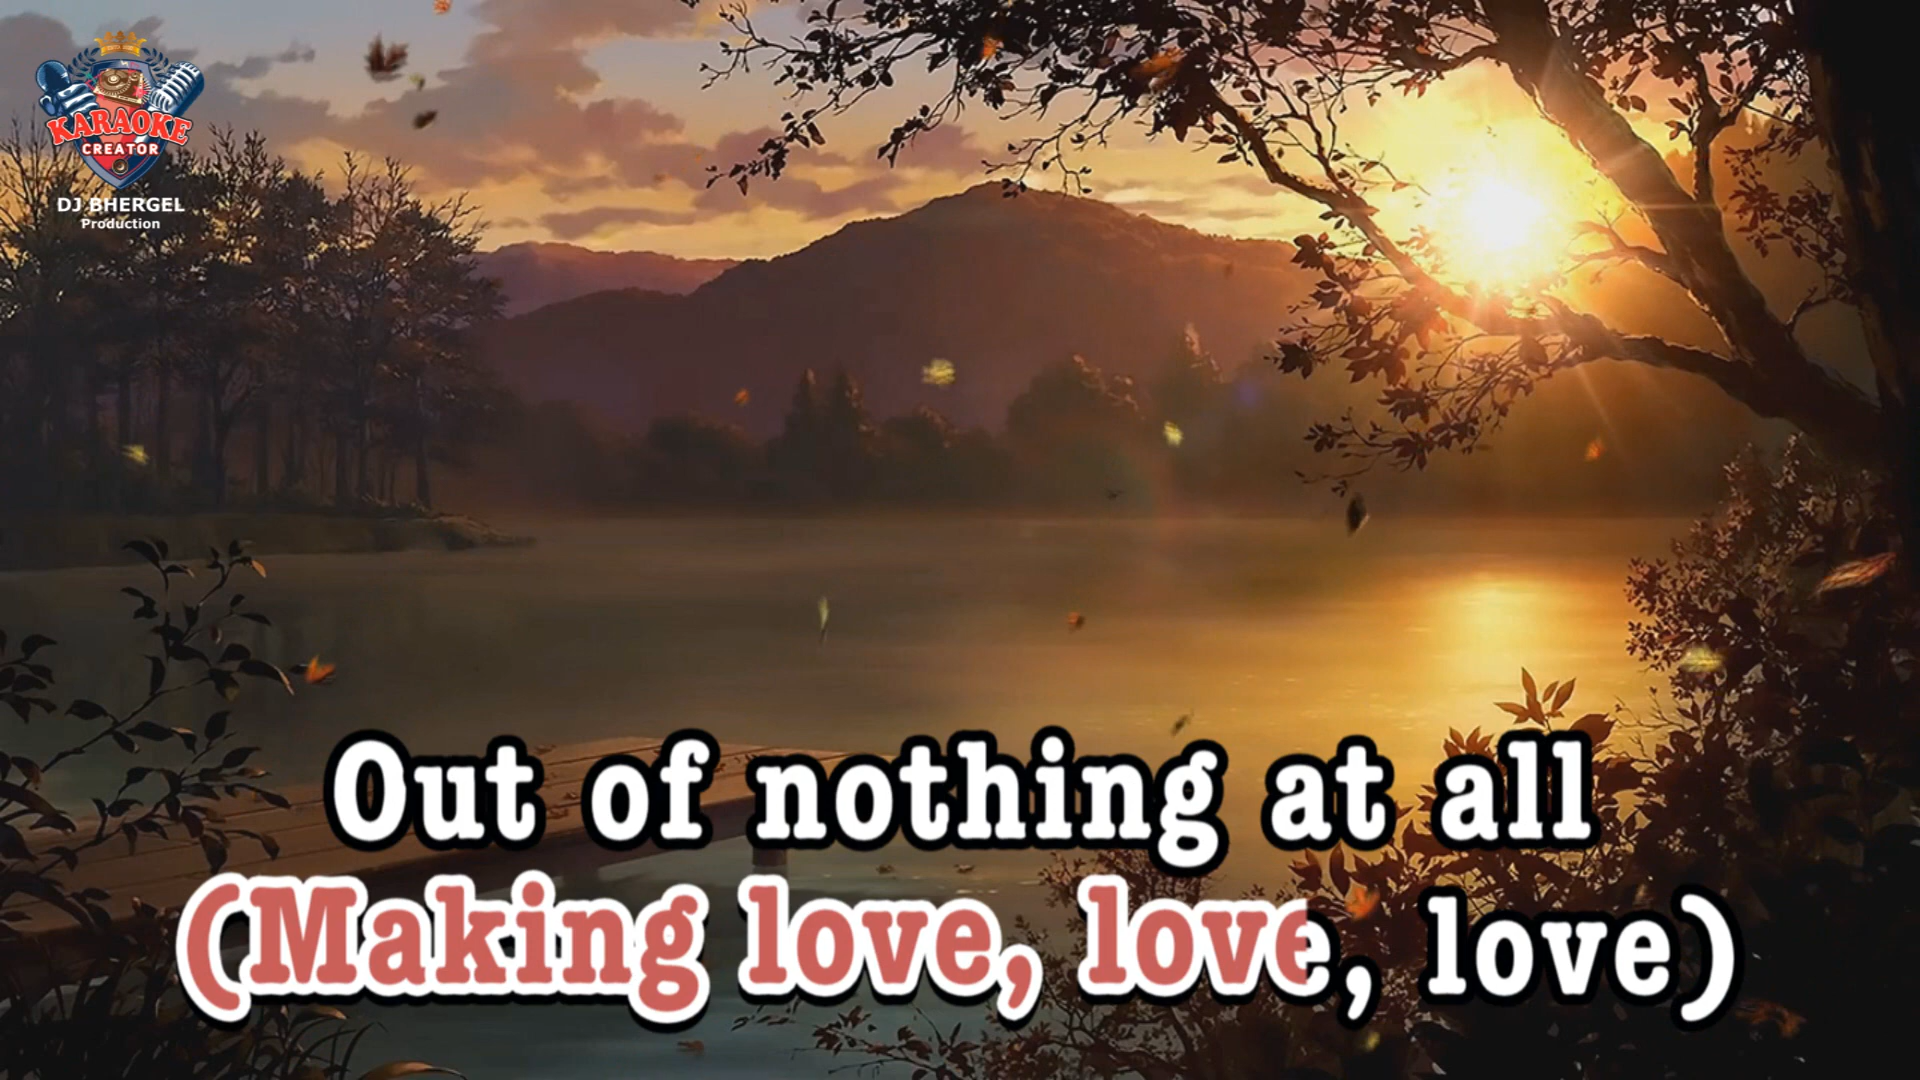 KARAOKE
CREATOR
DJ BHERGEL
Production
Out of nothing at all
(Making love, love, love)